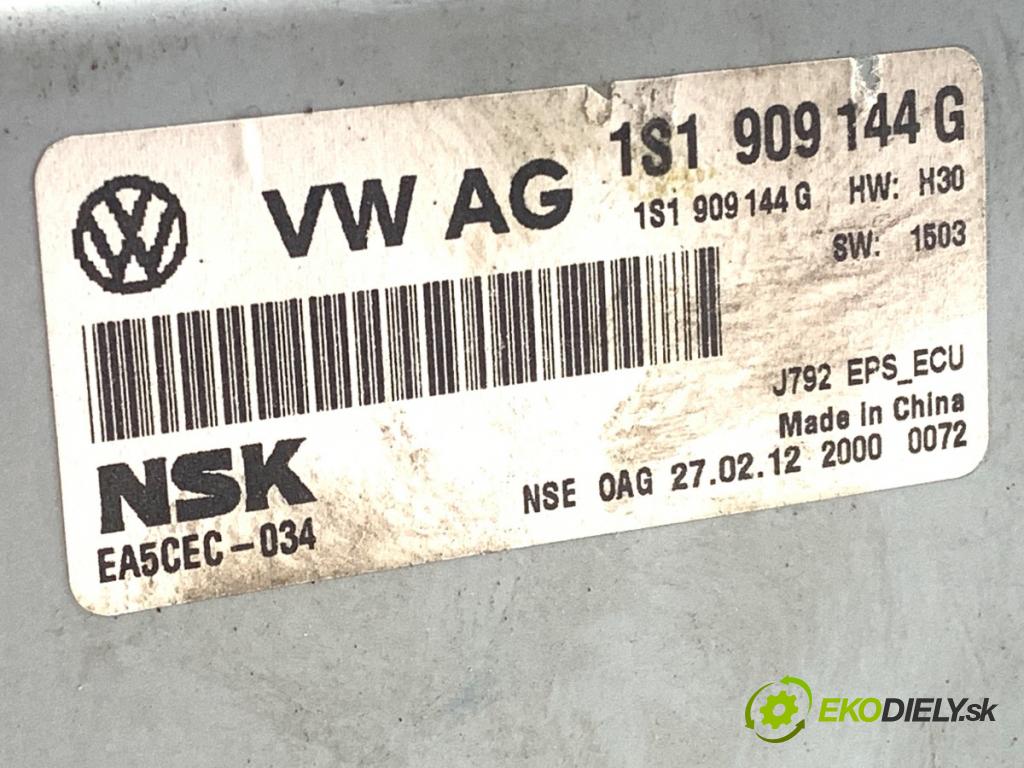 VW AG 1S1 909 144 G
1S1 909 144 G HW: H30
SW: 1503
J792 EPS_ECU
Made in China
NSK
NSE OAG 27.02.12 2000 0072
EA5CEC-034
EKODIELY.sk